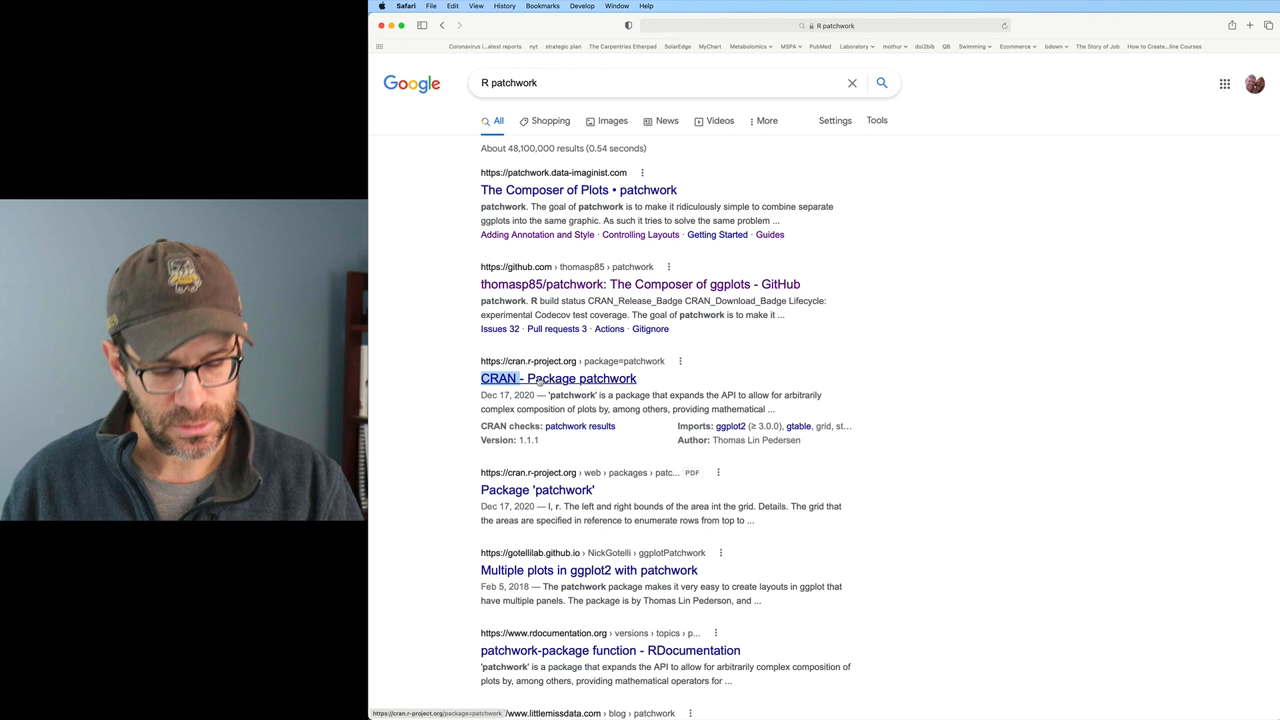 Safari File Edit View History Bookmarks Develop Window Help
R patchwork
Coronavirus i...atest reports nyt strategic plan The Carpentries Etherpad SolarEdge MyChart Metabolomics MSPA PubMed Laboratory mothur doi2bib QB Swimming Ecommerce bdown The Story of Job How to Create...line Courses
Google
R patchwork
All Shopping Images News Videos More Settings Tools
About 48,100,000 results (0.54 seconds)
https://patchwork.data-imaginist.com
The Composer of Plots • patchwork
patchwork. The goal of patchwork is to make it ridiculously simple to combine separate
ggplots into the same graphic. As such it tries to solve the same problem ...
Adding Annotation and Style · Controlling Layouts · Getting Started · Guides
https://github.com › thomasp85 › patchwork
thomasp85/patchwork: The Composer of ggplots - GitHub
patchwork. R build status CRAN_Release_Badge CRAN_Download_Badge Lifecycle:
experimental Codecov test coverage. The goal of patchwork is to make it ...
Issues 32 · Pull requests 3 · Actions · Gitignore
https://cran.r-project.org › package=patchwork
CRAN - Package patchwork
Dec 17, 2020 — 'patchwork' is a package that expands the API to allow for arbitrarily
complex composition of plots by, among others, providing mathematical ...
CRAN checks: patchwork results Imports: ggplot2 (≥ 3.0.0), gtable, grid, st...
Version: 1.1.1 Author: Thomas Lin Pedersen
https://cran.r-project.org › web › packages › patc... PDF
Package 'patchwork'
Dec 17, 2020 — l, r. The left and right bounds of the area int the grid. Details. The grid that
the areas are specified in reference to enumerate rows from top to ...
https://gotellilab.github.io › NickGotelli › ggplotPatchwork
Multiple plots in ggplot2 with patchwork
Feb 5, 2018 — The patchwork package makes it very easy to create layouts in ggplot that
have multiple panels. The package is by Thomas Lin Pederson, and ...
https://www.rdocumentation.org › versions › topics › p...
patchwork-package function - RDocumentation
'patchwork' is a package that expands the API to allow for arbitrarily complex composition of
plots by, among others, providing mathematical operators for ...
https://cran.r-project.org/package=patchwork /www.littlemissdata.com › blog › patchwork